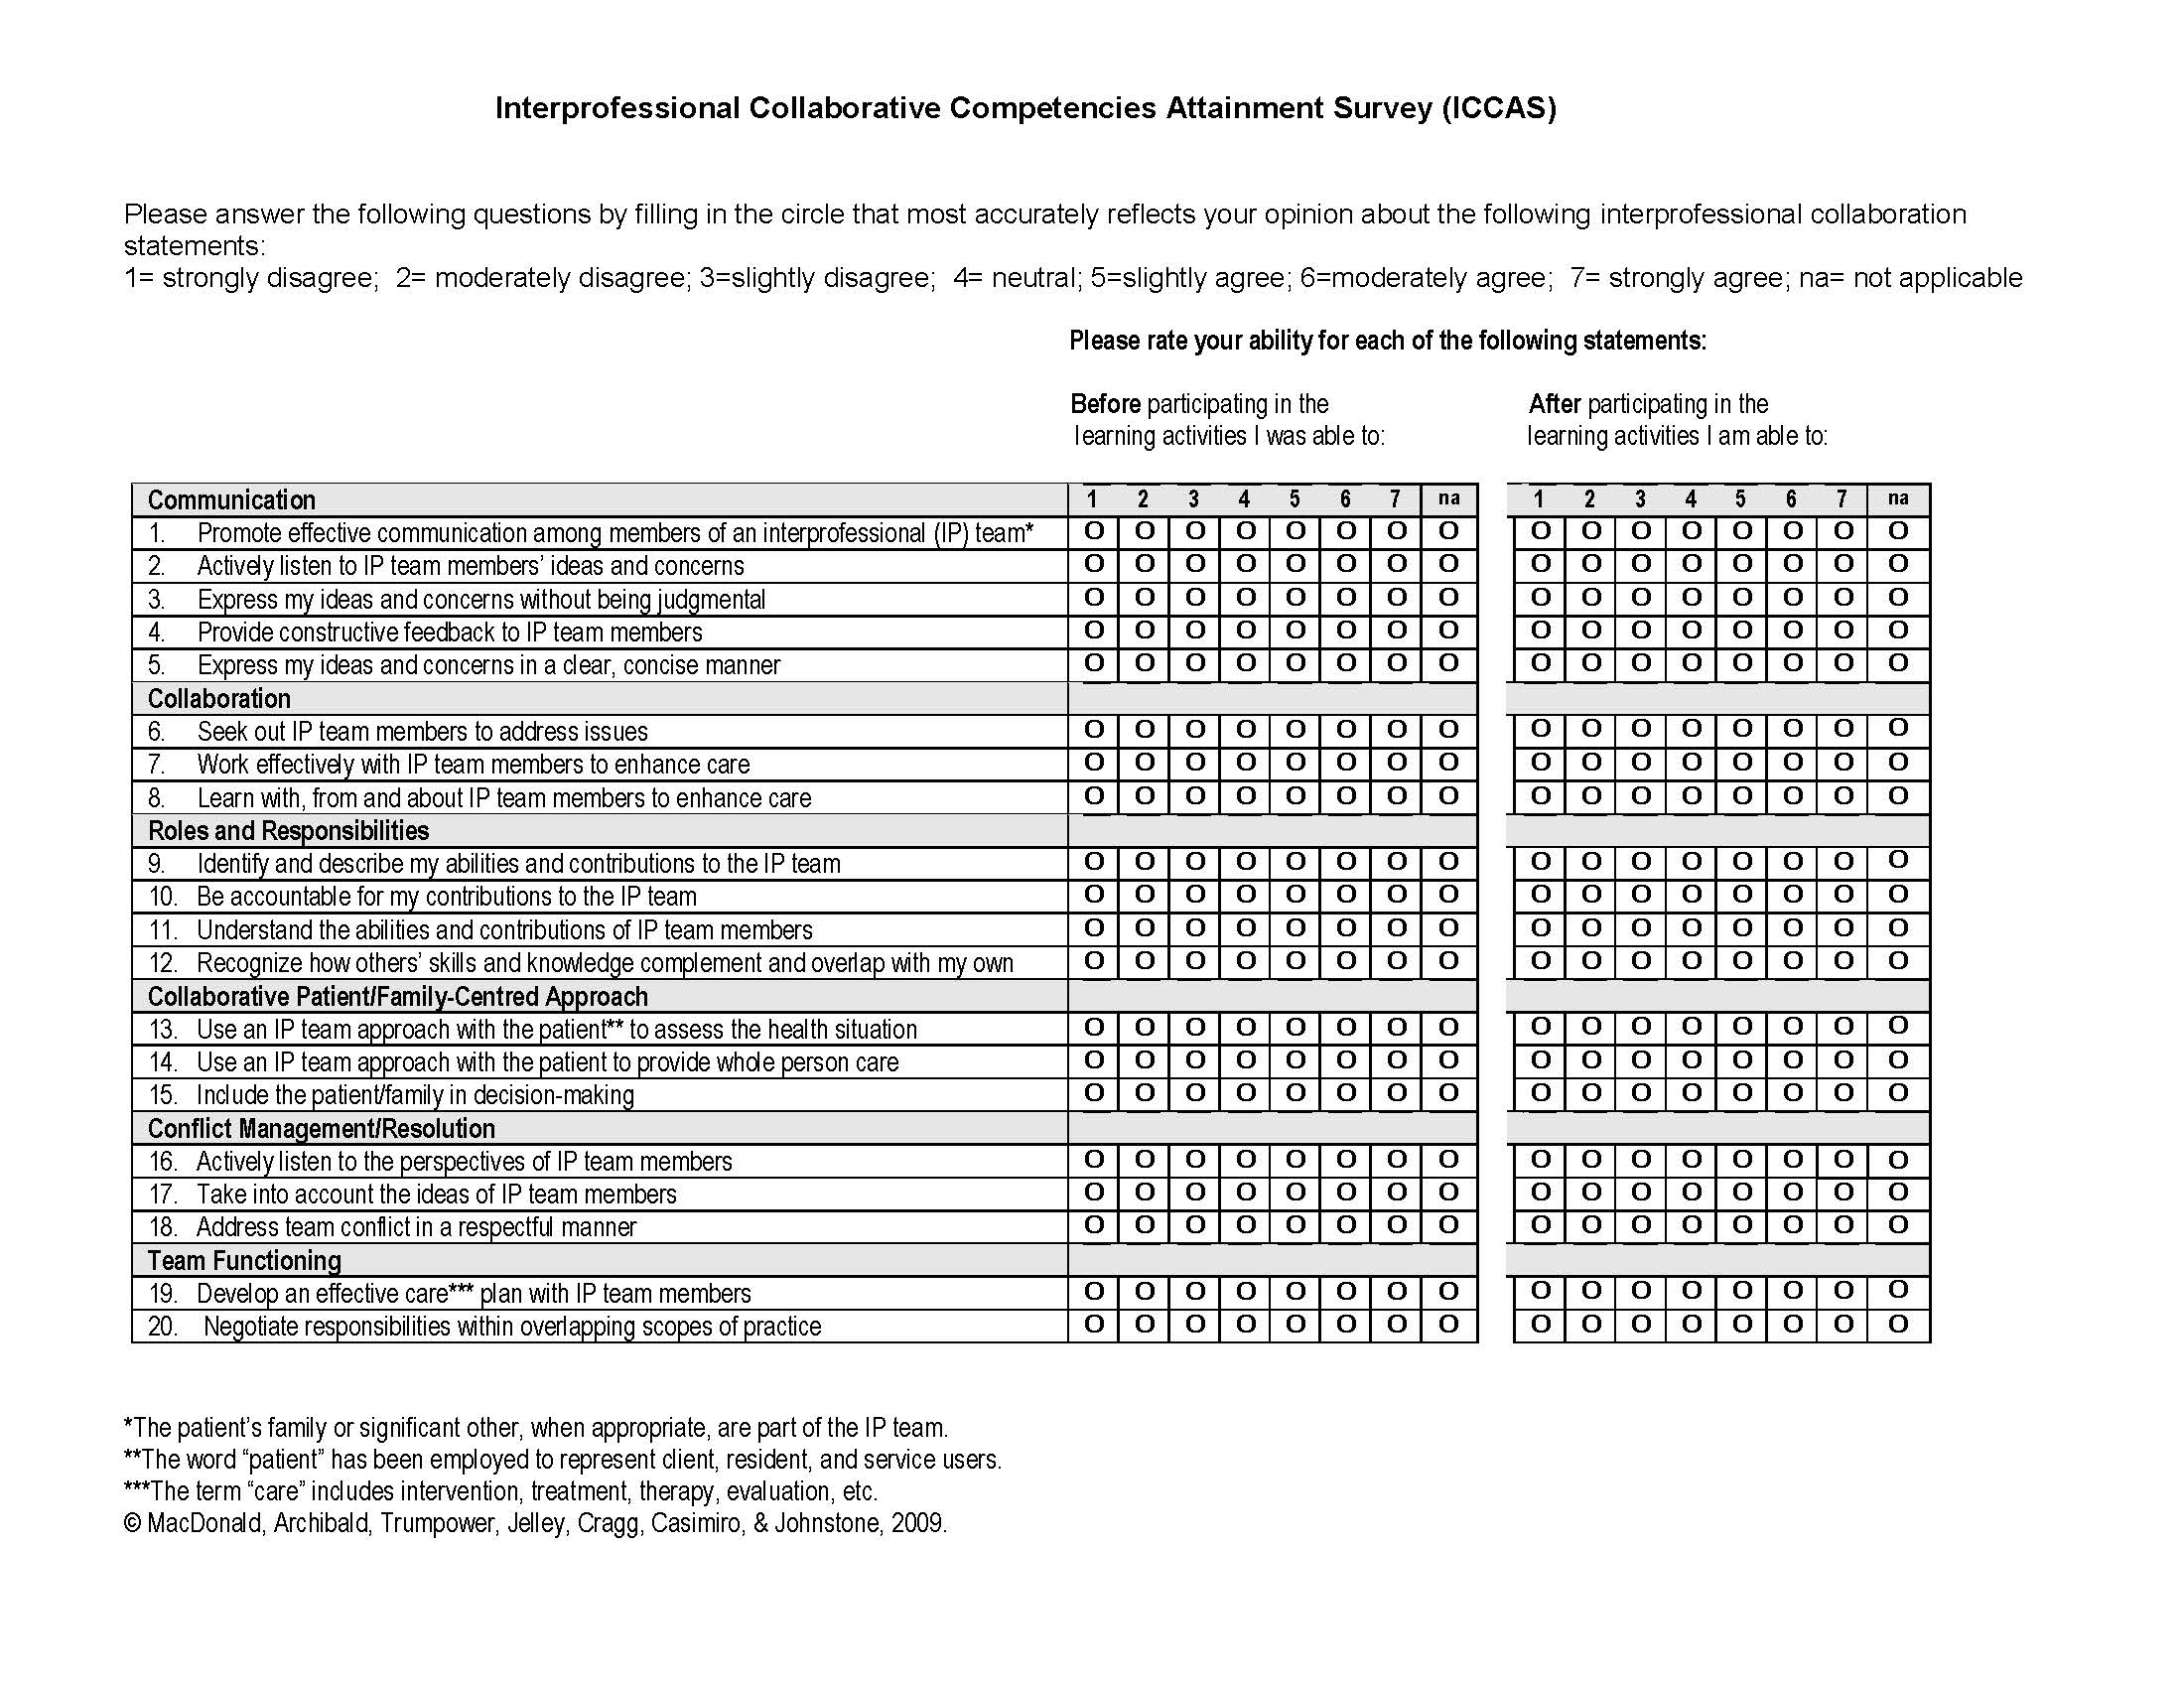 Interprofessional Collaborative Competencies Attainment Survey (ICCAS)
Please answer the following questions by filling in the circle that most accurately reflects your opinion about the following interprofessional collaboration
statements:
1= strongly disagree;  2= moderately disagree; 3=slightly disagree;  4= neutral; 5=slightly agree; 6=moderately agree;  7= strongly agree; na= not applicable
Please rate your ability for each of the following statements:
Before participating in the
learning activities I was able to:
After participating in the
learning activities I am able to:
Communication 1 2 3 4 5 6 7 na 1 2 3 4 5 6 7 na
1. Promote effective communication among members of an interprofessional (IP) team* O O O O O O O O O O O O O O O O
2. Actively listen to IP team members’ ideas and concerns O O O O O O O O O O O O O O O O
3. Express my ideas and concerns without being judgmental O O O O O O O O O O O O O O O O
4. Provide constructive feedback to IP team members O O O O O O O O O O O O O O O O
5. Express my ideas and concerns in a clear, concise manner O O O O O O O O O O O O O O O O
Collaboration
6. Seek out IP team members to address issues O O O O O O O O O O O O O O O O
7. Work effectively with IP team members to enhance care O O O O O O O O O O O O O O O O
8. Learn with, from and about IP team members to enhance care O O O O O O O O O O O O O O O O
Roles and Responsibilities
9. Identify and describe my abilities and contributions to the IP team O O O O O O O O O O O O O O O O
10. Be accountable for my contributions to the IP team O O O O O O O O O O O O O O O O
11. Understand the abilities and contributions of IP team members O O O O O O O O O O O O O O O O
12. Recognize how others’ skills and knowledge complement and overlap with my own O O O O O O O O O O O O O O O O
Collaborative Patient/Family-Centred Approach
13. Use an IP team approach with the patient** to assess the health situation O O O O O O O O O O O O O O O O
14. Use an IP team approach with the patient to provide whole person care O O O O O O O O O O O O O O O O
15. Include the patient/family in decision-making O O O O O O O O O O O O O O O O
Conflict Management/Resolution
16. Actively listen to the perspectives of IP team members O O O O O O O O O O O O O O O O
17. Take into account the ideas of IP team members O O O O O O O O O O O O O O O O
18. Address team conflict in a respectful manner O O O O O O O O O O O O O O O O
Team Functioning
19. Develop an effective care*** plan with IP team members O O O O O O O O O O O O O O O O
20. Negotiate responsibilities within overlapping scopes of practice O O O O O O O O O O O O O O O O
*The patient’s family or significant other, when appropriate, are part of the IP team.
**The word “patient” has been employed to represent client, resident, and service users.
***The term “care” includes intervention, treatment, therapy, evaluation, etc.
© MacDonald, Archibald, Trumpower, Jelley, Cragg, Casimiro, & Johnstone, 2009.